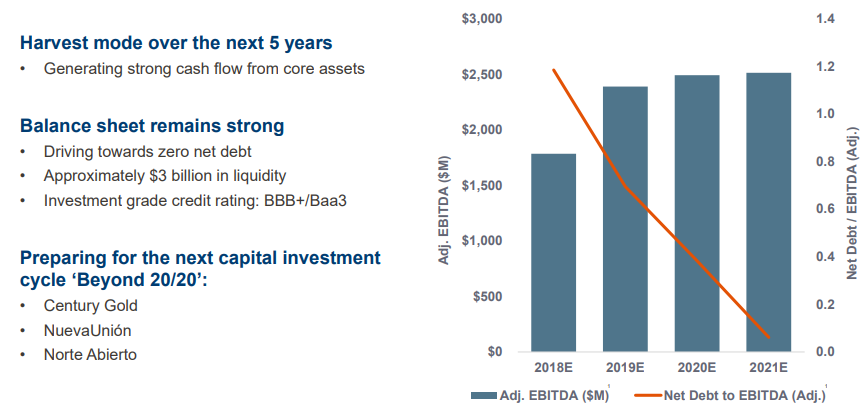 Harvest mode over the next 5 years
• Generating strong cash flow from core assets
Balance sheet remains strong
• Driving towards zero net debt
• Approximately $3 billion in liquidity
• Investment grade credit rating: BBB+/Baa3
Preparing for the next capital investment
cycle ‘Beyond 20/20’:
• Century Gold
• NuevaUnión
• Norte Abierto
Adj. EBITDA ($M)
$3,000
$2,500
$2,000
$1,500
$1,000
$500
$0
2018E 2019E 2020E 2021E
1.4
1.2
1.0
0.8
0.6
0.4
0.2
0.0
Net Debt / EBITDA (Adj.)
Adj. EBITDA ($M)¹ Net Debt to EBITDA (Adj.)¹